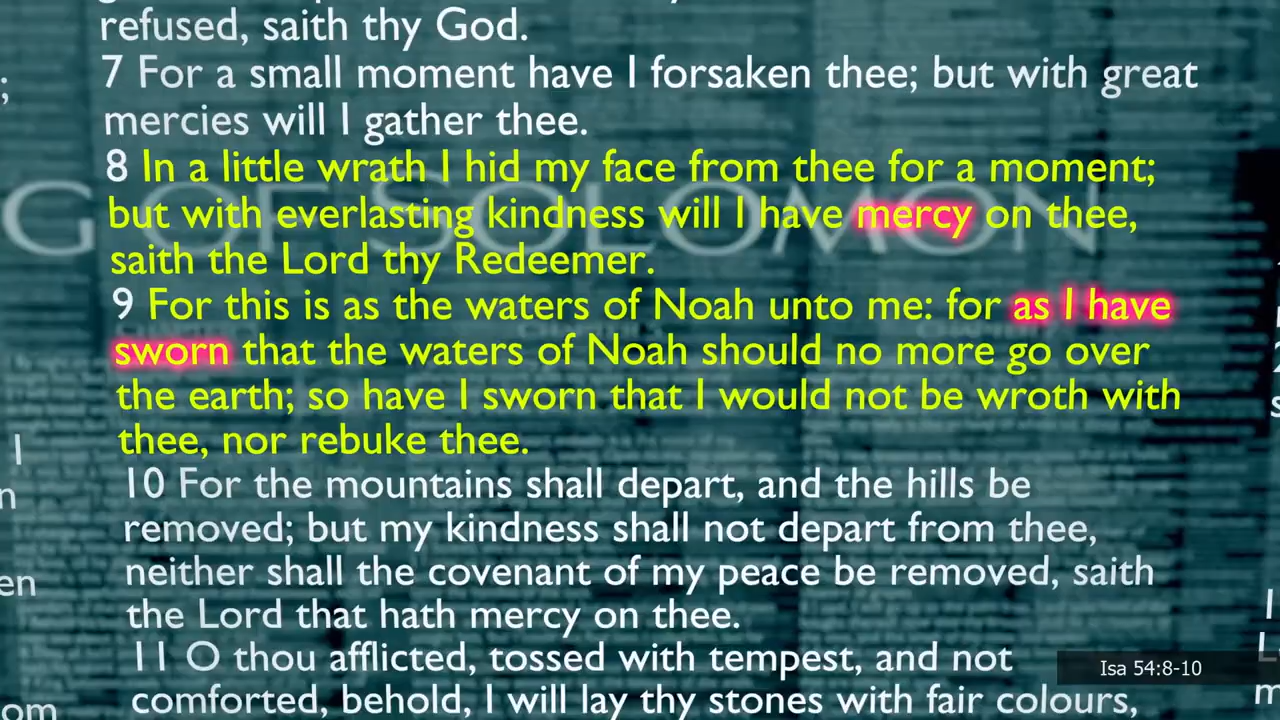 refused, saith thy God.
7 For a small moment have I forsaken thee; but with great
mercies will I gather thee.
8 In a little wrath I hid my face from thee for a moment;
but with everlasting kindness will I have mercy on thee,
saith the Lord thy Redeemer.
9 For this is as the waters of Noah unto me: for as I have
sworn that the waters of Noah should no more go over
the earth; so have I sworn that I would not be wroth with
thee, nor rebuke thee.
10 For the mountains shall depart, and the hills be
removed; but my kindness shall not depart from thee,
neither shall the covenant of my peace be removed, saith
the Lord that hath mercy on thee.
11 O thou afflicted, tossed with tempest, and not
comforted, behold, I will lay thy stones with fair colours,
Isa 54:8-10
G OF SOLOMON